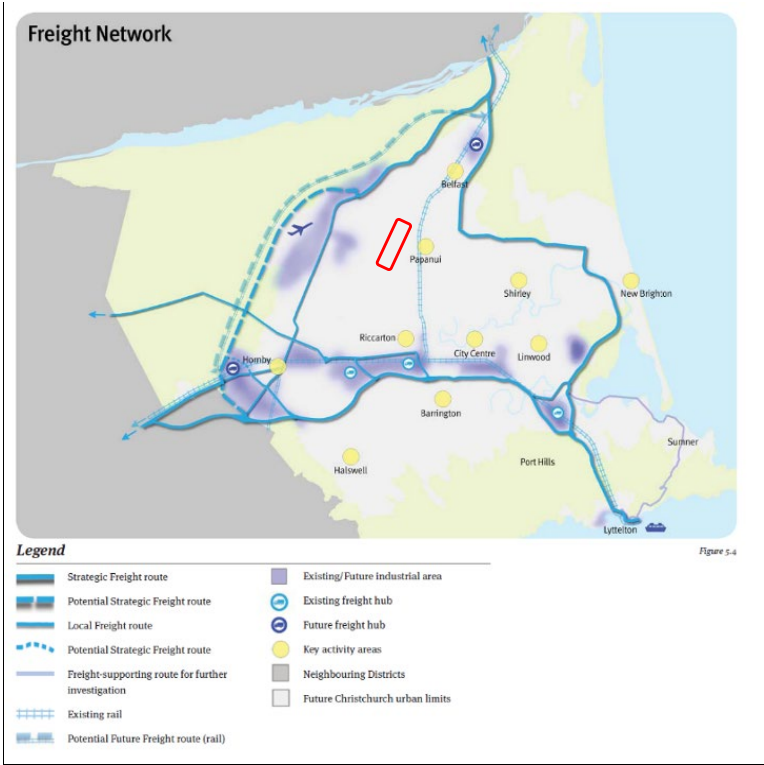 Freight Network
Belfast
Papanui
Shirley
New Brighton
Riccarton
City Centre
Linwood
Hornby
Barrington
Halswell
Port Hills
Sumner
Lyttelton
Legend
Figure 5.4
Strategic Freight route
Potential Strategic Freight route
Local Freight route
Potential Strategic Freight route
Freight-supporting route for further
investigation
Existing rail
Potential Future Freight route (rail)
Existing/Future industrial area
Existing freight hub
Future freight hub
Key activity areas
Neighbouring Districts
Future Christchurch urban limits